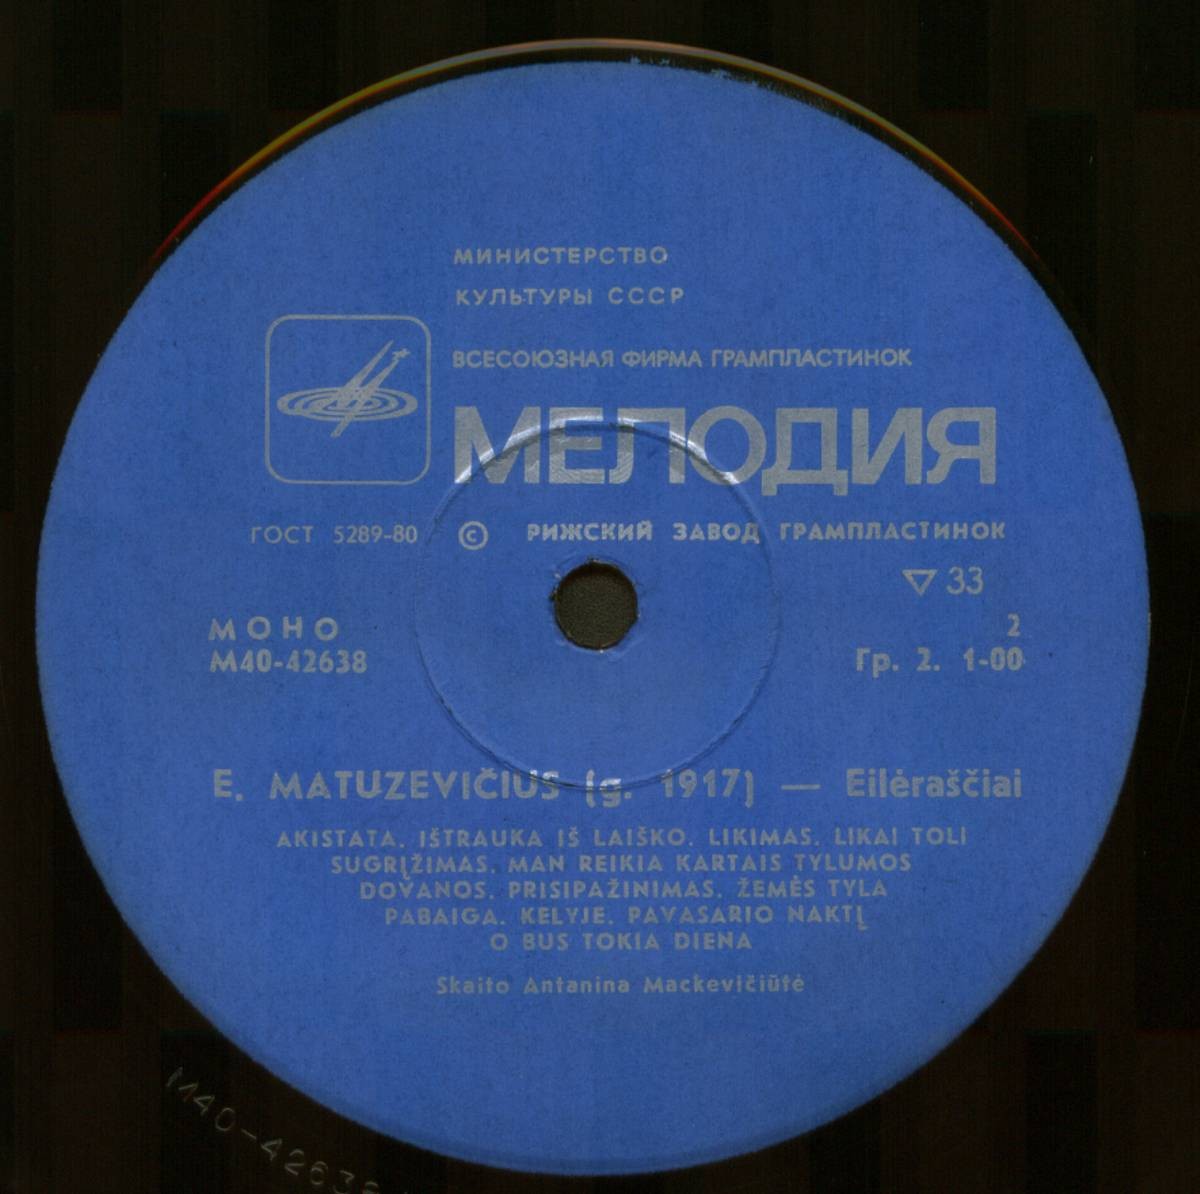 МИНИСТЕРСТВО
КУЛЬТУРЫ СССР
ВСЕСОЮЗНАЯ ФИРМА ГРАМПЛАСТИНОК
МЕЛОДИЯ
ГОСТ 5289-80 © РИЖСКИЙ ЗАВОД ГРАМПЛАСТИНОК
▽ 33
МОНО
2
М40-42638
Гр. 2. 1-00
E. MATUZEVIČIUS (g. 1917) — Eilėraščiai
AKISTATA. IŠTRAUKA IŠ LAIŠKO. LIKIMAS. LIKAI TOLI
SUGRĮŽIMAS. MAN REIKIA KARTAIS TYLUMOS
DOVANOS. PRISIPAŽINIMAS. ŽEMĖS TYLA
PABAIGA. KELYJE. PAVASARIO NAKTĮ
O BUS TOKIA DIENA
Skaito Antanina Mackevičiūtė